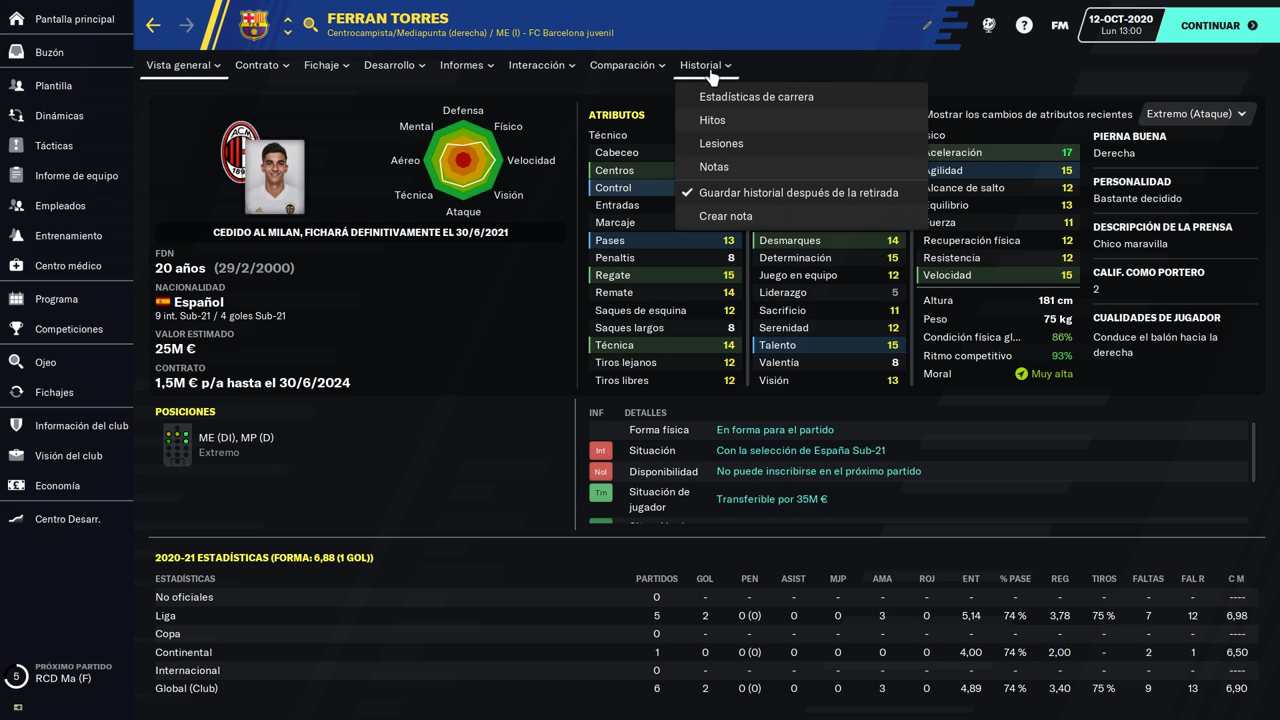 Pantalla principal
Buzón
Plantilla
Dinámicas
Tácticas
Informe de equipo
Empleados
Entrenamiento
Centro médico
Programa
Competiciones
Ojeo
Fichajes
Información del club
Visión del club
Economía
Centro Desarr.
5
PRÓXIMO PARTIDO
RCD Ma (F)
FERRAN TORRES
Centrocampista/Mediapunta (derecha) / ME (I) - FC Barcelona juvenil
FM
12-OCT-2020
Lun 13:00
CONTINUAR
Vista general
Contrato
Fichaje
Desarrollo
Informes
Interacción
Comparación
Historial
Estadísticas de carrera
Hitos
Lesiones
Notas
Guardar historial después de la retirada
Crear nota
Defensa
Mental
Físico
Aéreo
Velocidad
Técnica
Visión
Ataque
ACM
CEDIDO AL MILAN, FICHARÁ DEFINITIVAMENTE EL 30/6/2021
FDN
20 años (29/2/2000)
NACIONALIDAD
Español
9 int. Sub-21 / 4 goles Sub-21
VALOR ESTIMADO
25M €
CONTRATO
1,5M € p/a hasta el 30/6/2024
ATRIBUTOS
Técnico
Cabeceo
Centros
Control
Entradas
Marcaje
Pases 13
Penaltis 8
Regate 15
Remate 14
Saques de esquina 12
Saques largos 8
Técnica 14
Tiros lejanos 12
Tiros libres 12
Desmarques 14
Determinación 15
Juego en equipo 12
Liderazgo 5
Sacrificio 11
Serenidad 12
Talento 15
Valentía 8
Visión 13
Mostrar los cambios de atributos recientes
Extremo (Ataque)
sico
Aceleración 17
Agilidad 15
Alcance de salto 12
Equilibrio 13
Fuerza 11
Recuperación física 12
Resistencia 12
Velocidad 15
Altura 181 cm
Peso 75 kg
Condición física gl... 86%
Ritmo competitivo 93%
Moral Muy alta
PIERNA BUENA
Derecha
PERSONALIDAD
Bastante decidido
DESCRIPCIÓN DE LA PRENSA
Chico maravilla
CALIF. COMO PORTERO
2
CUALIDADES DE JUGADOR
Conduce el balón hacia la
derecha
POSICIONES
ME (DI), MP (D)
Extremo
INF DETALLES
Forma física En forma para el partido
Int Situación Con la selección de España Sub-21
Nol Disponibilidad No puede inscribirse en el próximo partido
Trn Situación de
jugador Transferible por 35M €
2020-21 ESTADÍSTICAS (FORMA: 6,88 (1 GOL))
ESTADÍSTICAS PARTIDOS GOL PEN ASIST MJP AMA ROJ ENT % PASE REG TIROS FALTAS FAL R C M
No oficiales 0 - - - - - - - - - - - - ----
Liga 5 2 0 (0) 0 0 3 0 5,14 74 % 3,78 75 % 7 12 6,98
Copa 0 - - - - - - - - - - - - ----
Continental 1 0 0 (0) 0 0 0 0 4,00 74 % 2,00 - 2 1 6,50
Internacional 0 - - - - - - - - - - - - ----
Global (Club) 6 2 0 (0) 0 0 3 0 4,89 74 % 3,40 75 % 9 13 6,90